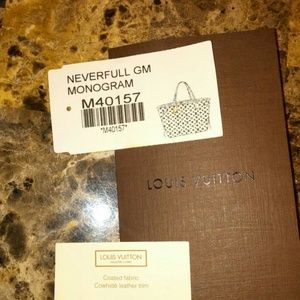 NEVERFULL GM
MONOGRAM
M40157
*M40157*
LOUIS VUITTON
LOUIS VUITTON
Coated fabric
Cowhide leather trim